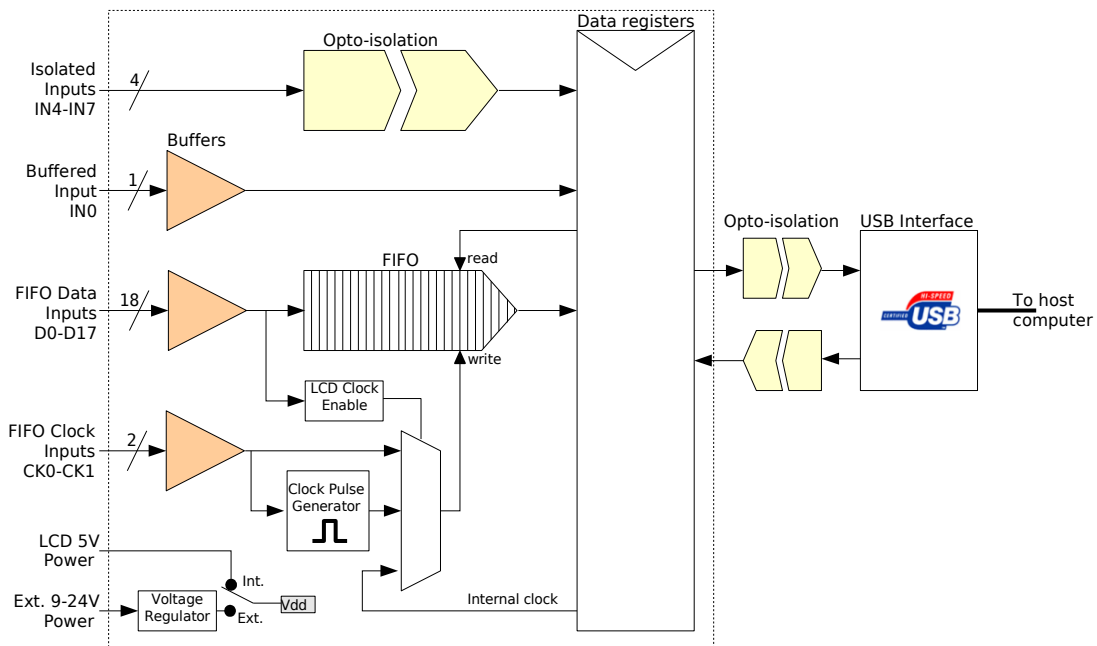 Data registers
Opto-isolation
Isolated
Inputs
IN4-IN7
4
Buffers
Buffered
Input
IN0
1
Opto-isolation
USB Interface
read
FIFO
FIFO Data
Inputs
D0-D17
18
HI-SPEED
CERTIFIED
USB
To host
computer
write
LCD Clock
Enable
FIFO Clock
Inputs
CK0-CK1
2
Clock Pulse
Generator
LCD 5V
Power
Int.
Ext. 9-24V
Power
Voltage
Regulator
Vdd
Ext.
Internal clock